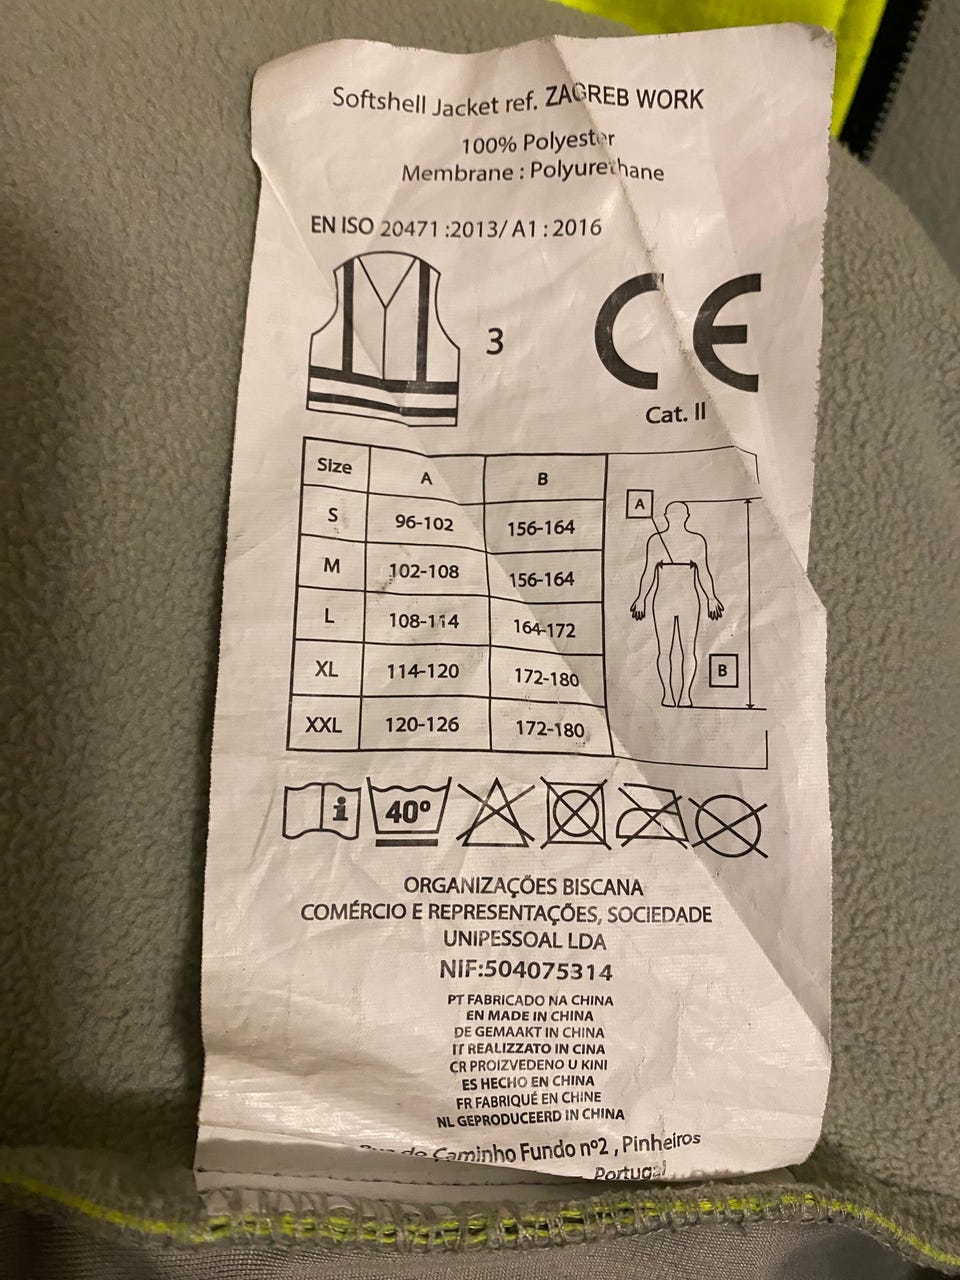 Softshell Jacket ref. ZAGREB WORK
100% Polyester
Membrane : Polyurethane
EN ISO 20471 :2013/ A1 : 2016
3
CE
Cat. II
Size A B
S 96-102 156-164
M 102-108 156-164
L 108-114 164-172
XL 114-120 172-180
XXL 120-126 172-180
A
B
i
40º
ORGANIZAÇÕES BISCANA
COMÉRCIO E REPRESENTAÇÕES, SOCIEDADE
UNIPESSOAL LDA
NIF:504075314
PT FABRICADO NA CHINA
EN MADE IN CHINA
DE GEMAAKT IN CHINA
IT REALIZZATO IN CINA
CR PROIZVEDENO U KINI
ES HECHO EN CHINA
FR FABRIQUÉ EN CHINE
NL GEPRODUCEERD IN CHINA
Caminho Fundo nº2 , Pinheiros
Portugal